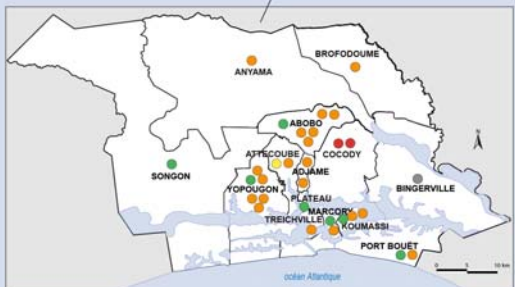 BROFODOUME
ANYAMA
ABOBO
ATTECOUBE
COCODY
SONGON
ADJAME
YOPOUGON
BINGERVILLE
PLATEAU
MARCORY
TREICHVILLE
KOUMASSI
PORT BOUËT
N
0 5 10 km
océan Atlantique